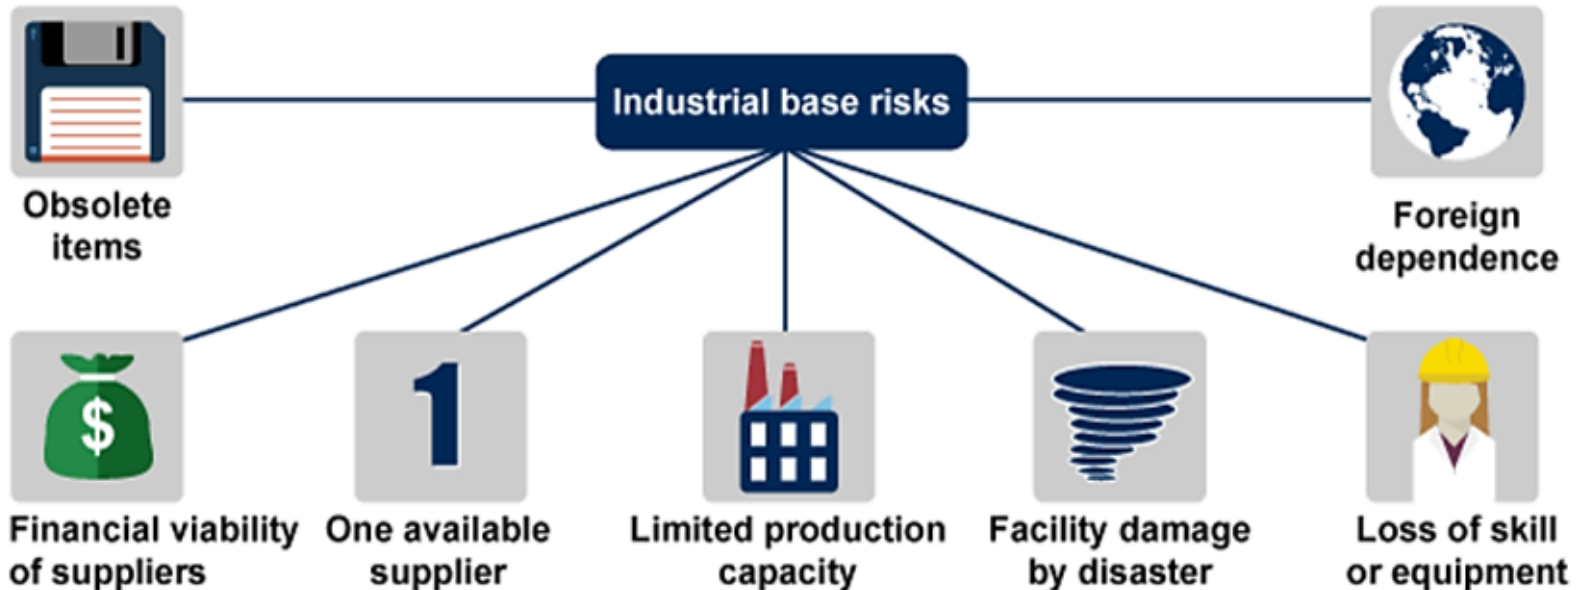 Industrial base risks
Obsolete
items
Foreign
dependence
$
Financial viability
of suppliers
1
One available
supplier
Limited production
capacity
Facility damage
by disaster
Loss of skill
or equipment